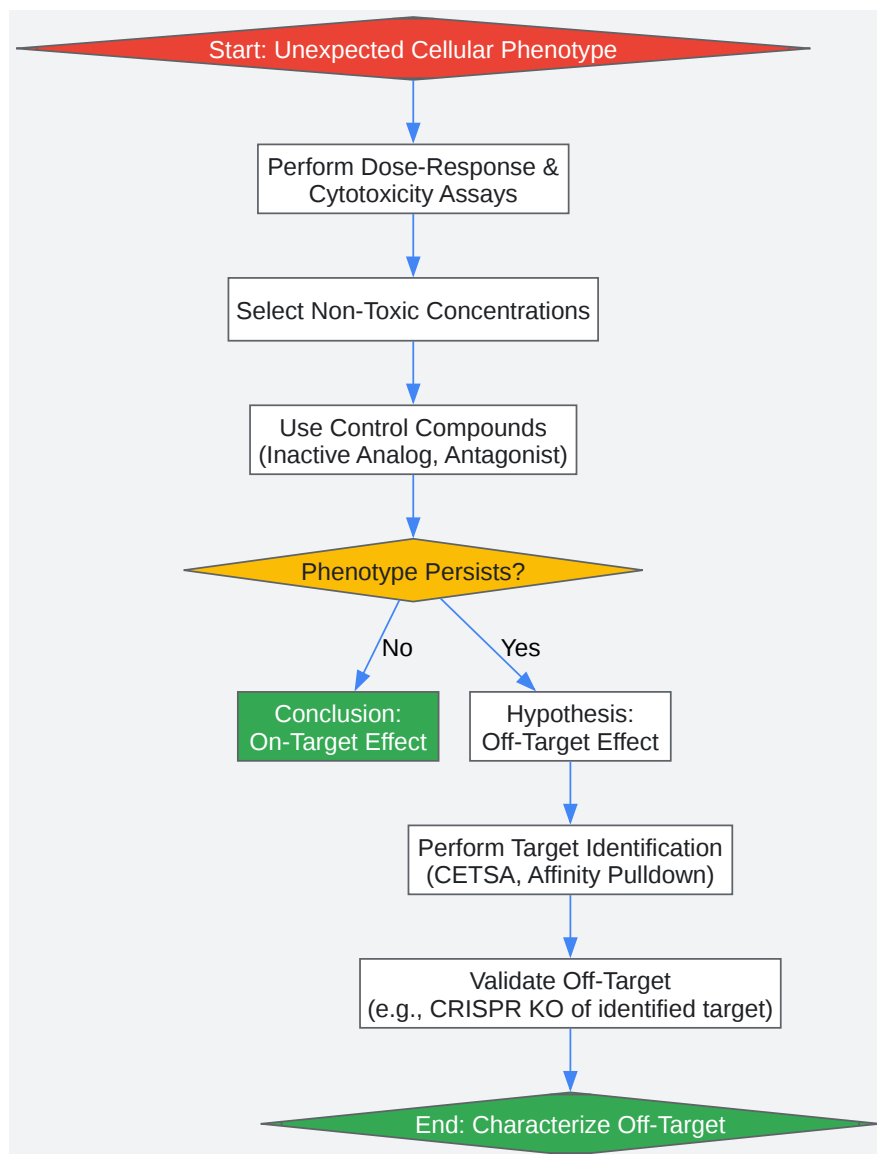 Start: Unexpected Cellular Phenotype
Perform Dose-Response &
Cytotoxicity Assays
Select Non-Toxic Concentrations
Use Control Compounds
(Inactive Analog, Antagonist)
Phenotype Persists?
No
Yes
Conclusion:
On-Target Effect
Hypothesis:
Off-Target Effect
Perform Target Identification
(CETSA, Affinity Pulldown)
Validate Off-Target
(e.g., CRISPR KO of identified target)
End: Characterize Off-Target